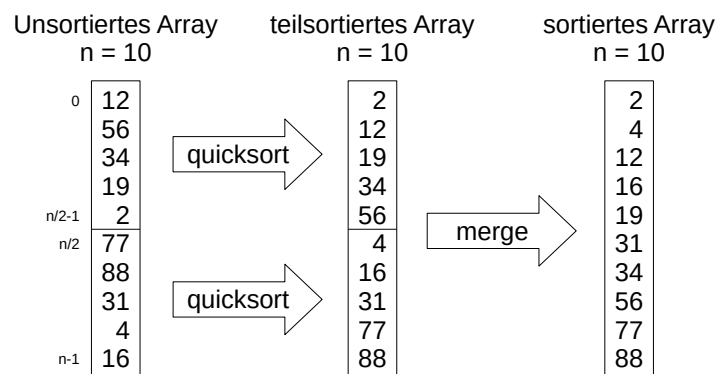 Unsortiertes Array
n = 10
teilsortiertes Array
n = 10
sortiertes Array
n = 10
0
12
56
34
19
n/2-1
2
n/2
77
88
31
4
n-1
16
quicksort
quicksort
2
12
19
34
56
4
16
31
77
88
merge
2
4
12
16
19
31
34
56
77
88